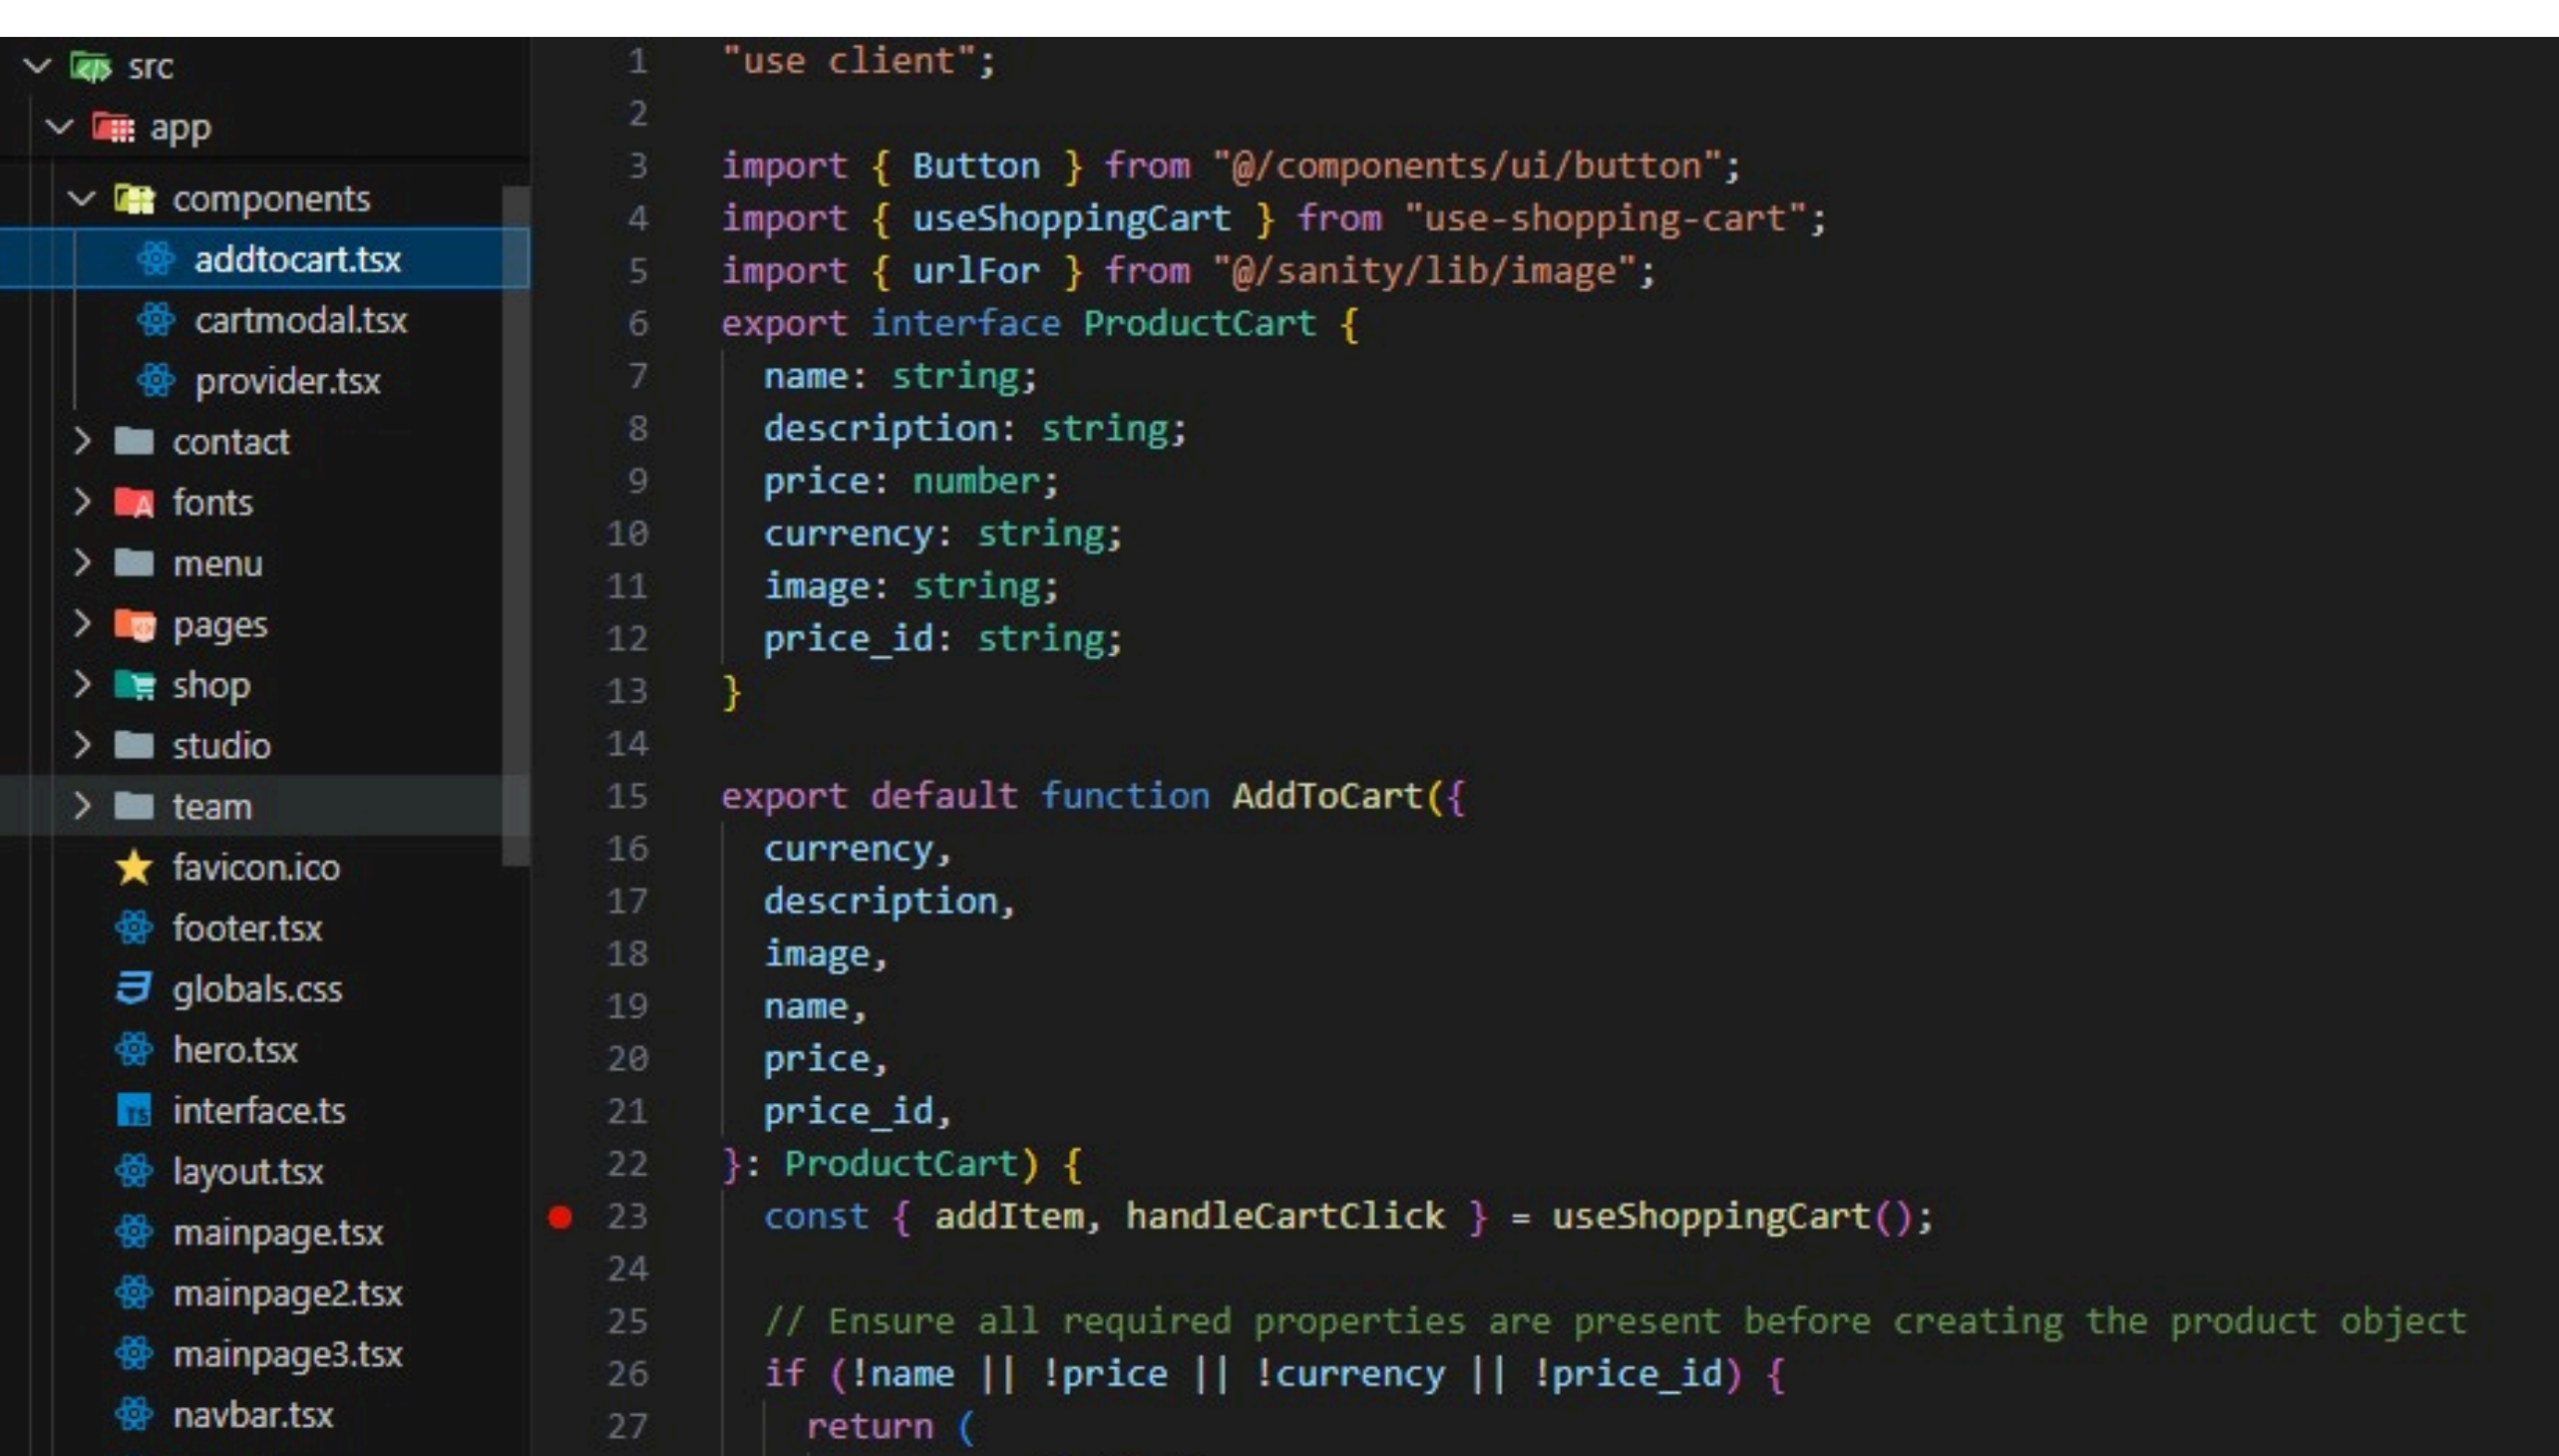 src
app
components
addtocart.tsx
cartmodal.tsx
provider.tsx
contact
fonts
menu
pages
shop
studio
team
favicon.ico
footer.tsx
globals.css
hero.tsx
TS interface.ts
layout.tsx
mainpage.tsx
mainpage2.tsx
mainpage3.tsx
navbar.tsx
1 "use client";
2
3 import { Button } from "@/components/ui/button";
4 import { useShoppingCart } from "use-shopping-cart";
5 import { urlFor } from "@/sanity/lib/image";
6 export interface ProductCart {
7 name: string;
8 description: string;
9 price: number;
10 currency: string;
11 image: string;
12 price_id: string;
13 }
14
15 export default function AddToCart({
16 currency,
17 description,
18 image,
19 name,
20 price,
21 price_id,
22 }: ProductCart) {
23 const { addItem, handleCartClick } = useShoppingCart();
24
25 // Ensure all required properties are present before creating the product object
26 if (!name || !price || !currency || !price_id) {
27 return (